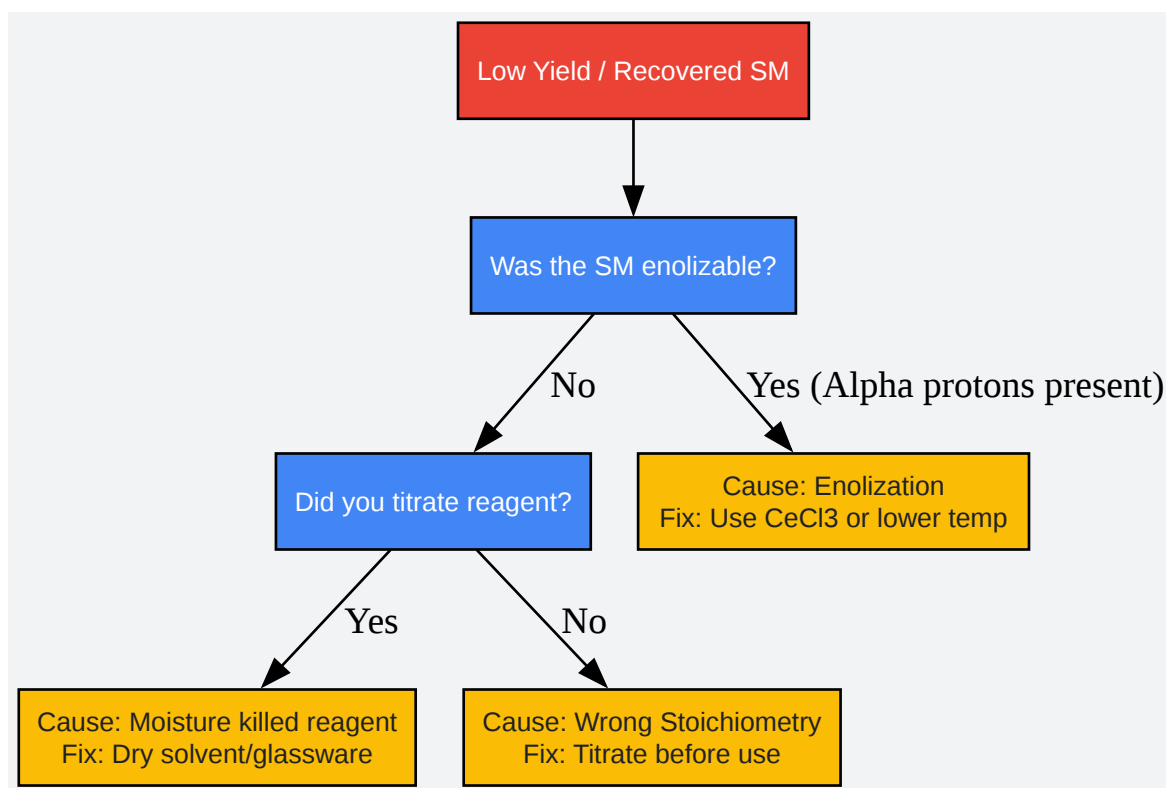 Low Yield / Recovered SM
Was the SM enolizable?
No
Yes (Alpha protons present)
Did you titrate reagent?
Cause: Enolization
Fix: Use CeCl3 or lower temp
Yes
No
Cause: Moisture killed reagent
Fix: Dry solvent/glassware
Cause: Wrong Stoichiometry
Fix: Titrate before use